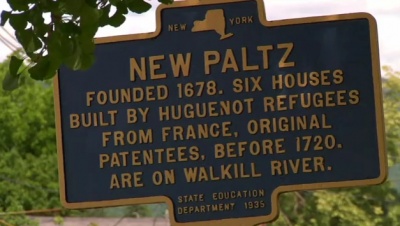 NEW YORK
NEW PALTZ
FOUNDED 1678. SIX HOUSES
BUILT BY HUGUENOT REFUGEES
FROM FRANCE, ORIGINAL
PATENTEES, BEFORE 1720.
ARE ON WALKILL RIVER.
STATE EDUCATION
DEPARTMENT 1935